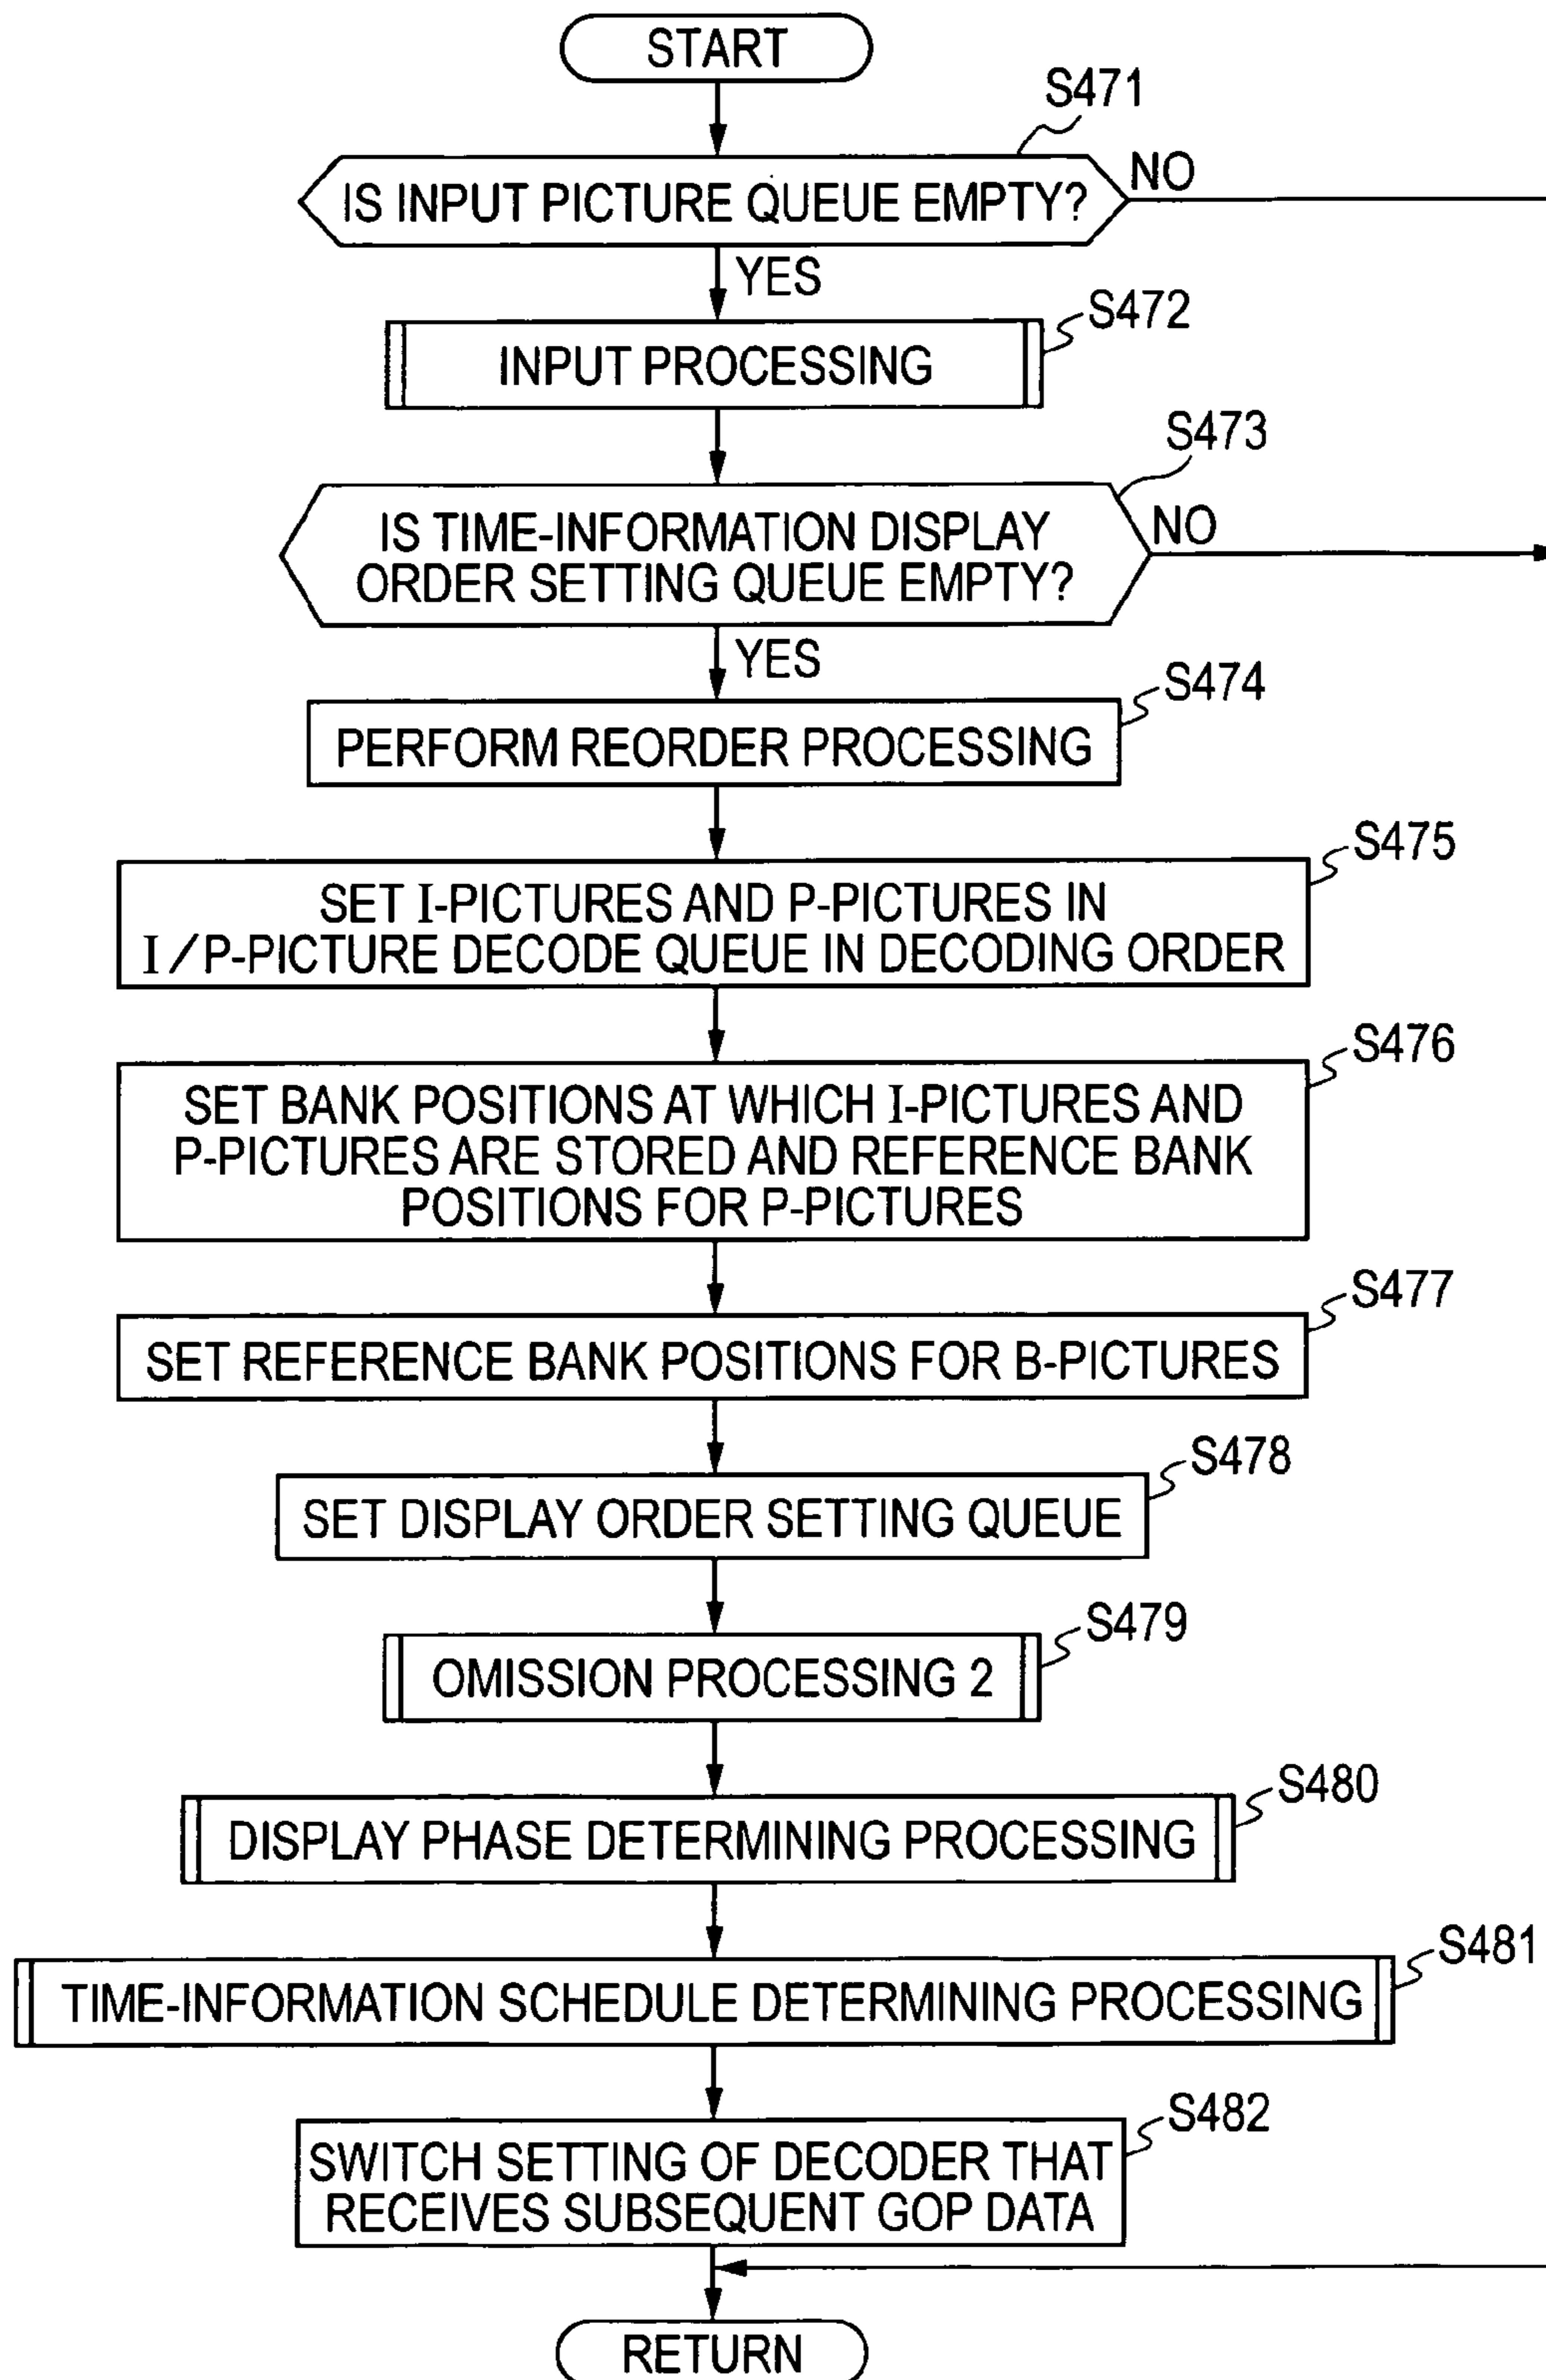 START
S471
IS INPUT PICTURE QUEUE EMPTY?
NO
YES
S472
INPUT PROCESSING
S473
IS TIME-INFORMATION DISPLAY
ORDER SETTING QUEUE EMPTY?
NO
YES
S474
PERFORM REORDER PROCESSING
S475
SET I-PICTURES AND P-PICTURES IN
I/P-PICTURE DECODE QUEUE IN DECODING ORDER
S476
SET BANK POSITIONS AT WHICH I-PICTURES AND
P-PICTURES ARE STORED AND REFERENCE BANK
POSITIONS FOR P-PICTURES
S477
SET REFERENCE BANK POSITIONS FOR B-PICTURES
S478
SET DISPLAY ORDER SETTING QUEUE
S479
OMISSION PROCESSING 2
S480
DISPLAY PHASE DETERMINING PROCESSING
S481
TIME-INFORMATION SCHEDULE DETERMINING PROCESSING
S482
SWITCH SETTING OF DECODER THAT
RECEIVES SUBSEQUENT GOP DATA
RETURN